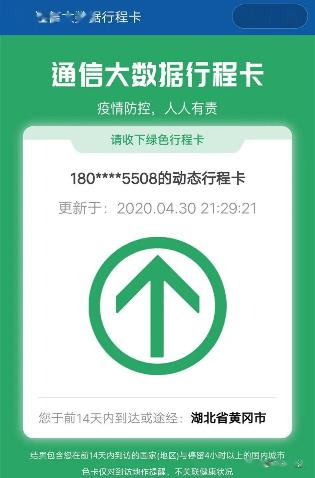 数据行程卡
通信大数据行程卡
疫情防控，人人有责
请收下绿色行程卡
180****5508的动态行程卡
更新于：2020.04.30 21:29:21
您于前14天内到达或途经：湖北省黄冈市
结果包含您在前14天内到访的国家(地区)与停留4小时以上的国内城市
色卡仅对到访地作提醒，不关联健康状况